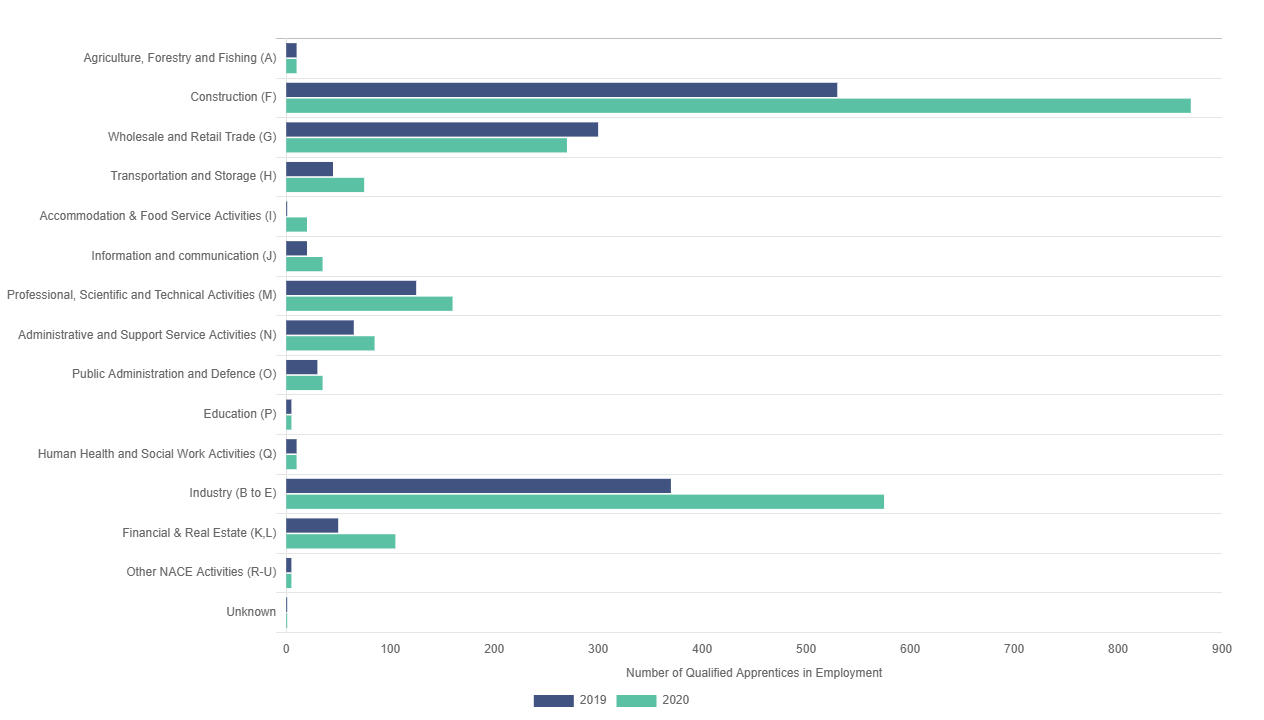 Agriculture, Forestry and Fishing (A)
Construction (F)
Wholesale and Retail Trade (G)
Transportation and Storage (H)
Accommodation & Food Service Activities (I)
Information and communication (J)
Professional, Scientific and Technical Activities (M)
Administrative and Support Service Activities (N)
Public Administration and Defence (O)
Education (P)
Human Health and Social Work Activities (Q)
Industry (B to E)
Financial & Real Estate (K,L)
Other NACE Activities (R-U)
Unknown
0 100 200 300 400 500 600 700 800 900
Number of Qualified Apprentices in Employment
2019 2020